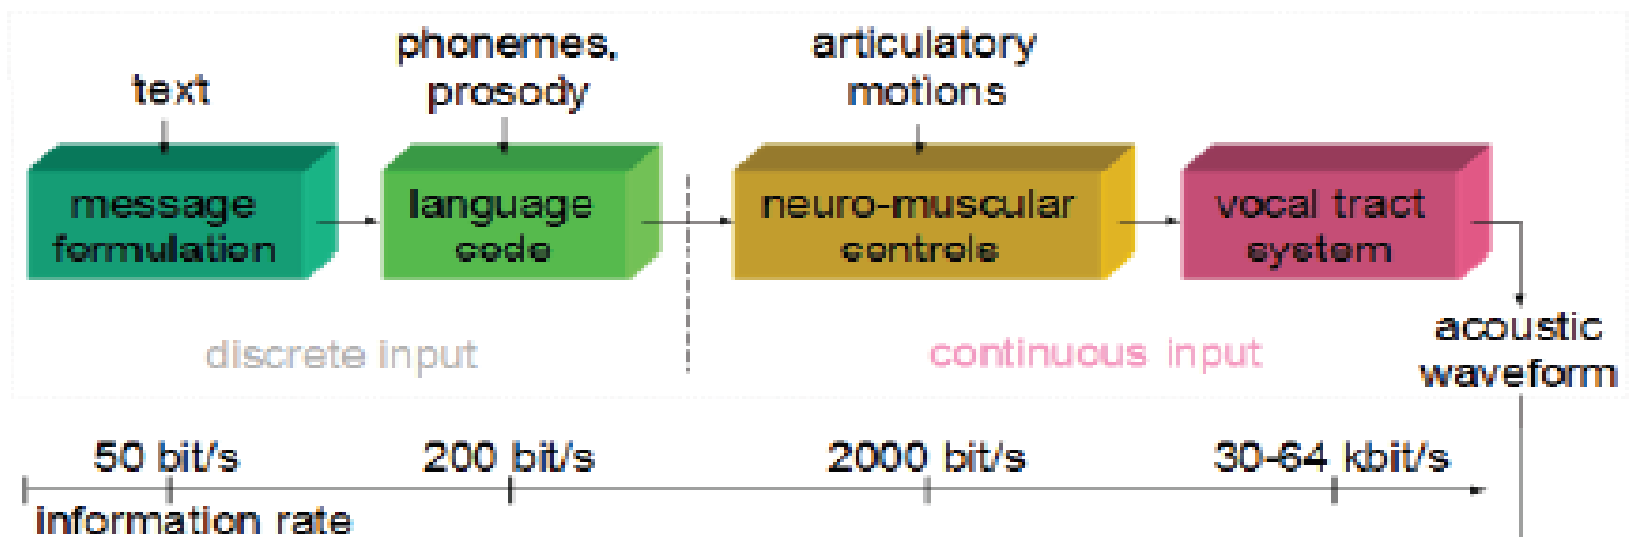 text
phonemes,
prosody
articulatory
motions
message
formulation
language
code
neuro-muscular
controls
vocal tract
system
discrete input
continuous input
acoustic
waveform
50 bit/s
200 bit/s
2000 bit/s
30-64 kbit/s
information rate